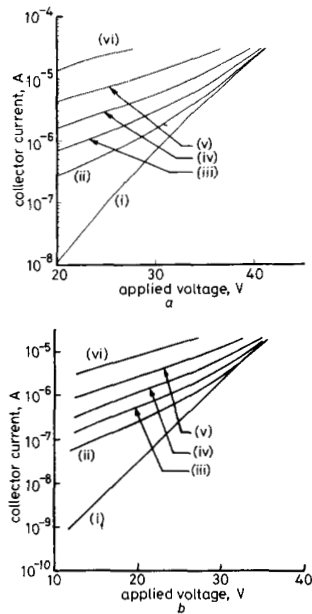 10⁻⁴
(vi)
10⁻⁵
collector current, A
10⁻⁶
(v)
(iv)
(ii)
(iii)
10⁻⁷
(i)
10⁻⁸
20 30 40
applied voltage, V
a
10⁻⁵
(vi)
10⁻⁶
collector current, A
(v)
10⁻⁷
(iv)
(ii)
(iii)
10⁻⁸
10⁻⁹
(i)
10⁻¹⁰
10 20 30 40
applied voltage, V
b